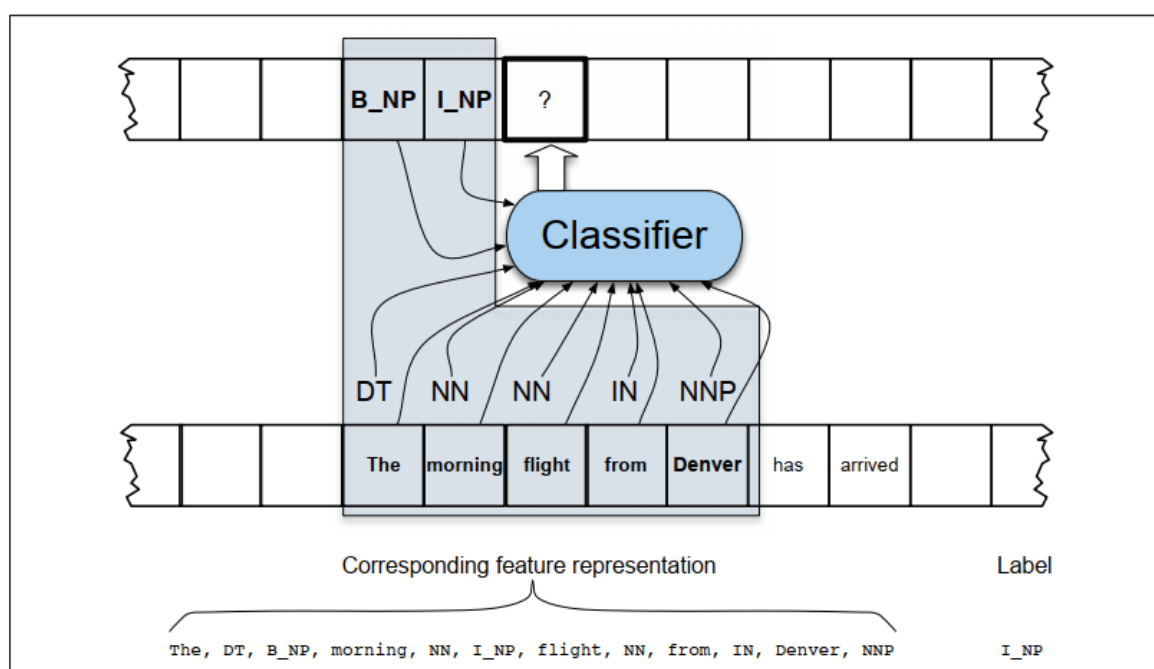 B_NP I_NP ?
Classifier
DT NN NN IN NNP
The morning flight from Denver has arrived
Corresponding feature representation Label
The, DT, B_NP, morning, NN, I_NP, flight, NN, from, IN, Denver, NNP I_NP